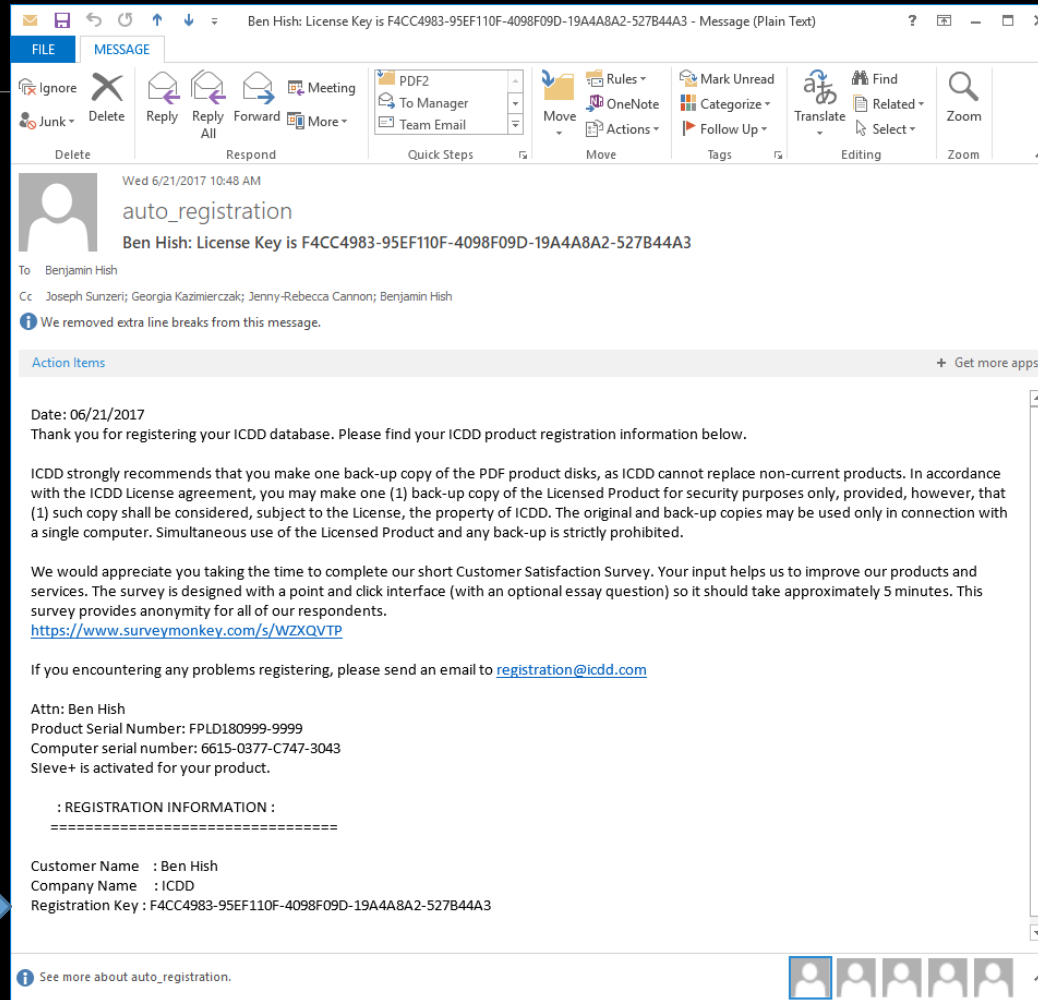 Ben Hish: License Key is F4CC4983-95EF110F-4098F09D-19A4A8A2-527B44A3 - Message (Plain Text)
FILE MESSAGE
Ignore
Junk
Delete
Reply
Reply All
Forward
Meeting
More
PDF2
To Manager
Team Email
Move
Rules
OneNote
Actions
Mark Unread
Categorize
Follow Up
Translate
Find
Related
Select
Zoom
Delete Respond Quick Steps Move Tags Editing Zoom
Wed 6/21/2017 10:48 AM
auto_registration
Ben Hish: License Key is F4CC4983-95EF110F-4098F09D-19A4A8A2-527B44A3
To Benjamin Hish
Cc Joseph Sunzeri; Georgia Kazimierczak; Jenny-Rebecca Cannon; Benjamin Hish
We removed extra line breaks from this message.
Action Items + Get more apps
Date: 06/21/2017
Thank you for registering your ICDD database. Please find your ICDD product registration information below.
ICDD strongly recommends that you make one back-up copy of the PDF product disks, as ICDD cannot replace non-current products. In accordance
with the ICDD License agreement, you may make one (1) back-up copy of the Licensed Product for security purposes only, provided, however, that
(1) such copy shall be considered, subject to the License, the property of ICDD. The original and back-up copies may be used only in connection with
a single computer. Simultaneous use of the Licensed Product and any back-up is strictly prohibited.
We would appreciate you taking the time to complete our short Customer Satisfaction Survey. Your input helps us to improve our products and
services. The survey is designed with a point and click interface (with an optional essay question) so it should take approximately 5 minutes. This
survey provides anonymity for all of our respondents.
https://www.surveymonkey.com/s/WZXQVTP
If you encountering any problems registering, please send an email to registration@icdd.com
Attn: Ben Hish
Product Serial Number: FPLD180999-9999
Computer serial number: 6615-0377-C747-3043
SIeve+ is activated for your product.
: REGISTRATION INFORMATION :
=================================
Customer Name : Ben Hish
Company Name : ICDD
Registration Key : F4CC4983-95EF110F-4098F09D-19A4A8A2-527B44A3
See more about auto_registration.